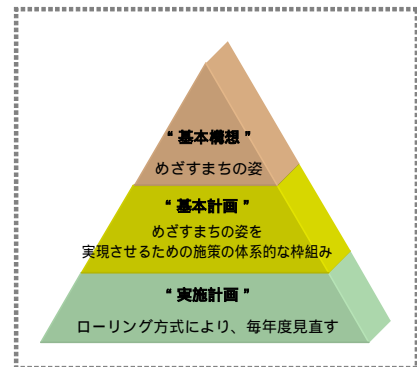 “基本構想”
めざすまちの姿
“基本計画”
めざすまちの姿を
実現させるための施策の体系的な枠組み
“実施計画”
ローリング方式により、毎年度見直す